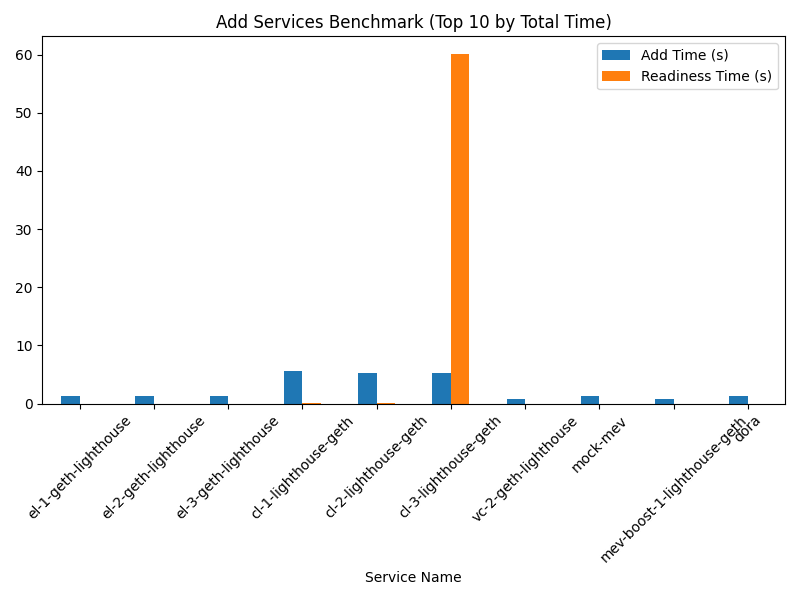 Add Services Benchmark (Top 10 by Total Time)
Add Time (s)
Readiness Time (s)
60
50
40
30
20
10
0
el-1-geth-lighthouse
el-2-geth-lighthouse
el-3-geth-lighthouse
cl-1-lighthouse-geth
cl-2-lighthouse-geth
cl-3-lighthouse-geth
vc-2-geth-lighthouse
mock-mev
mev-boost-1-lighthouse-geth
dora
Service Name